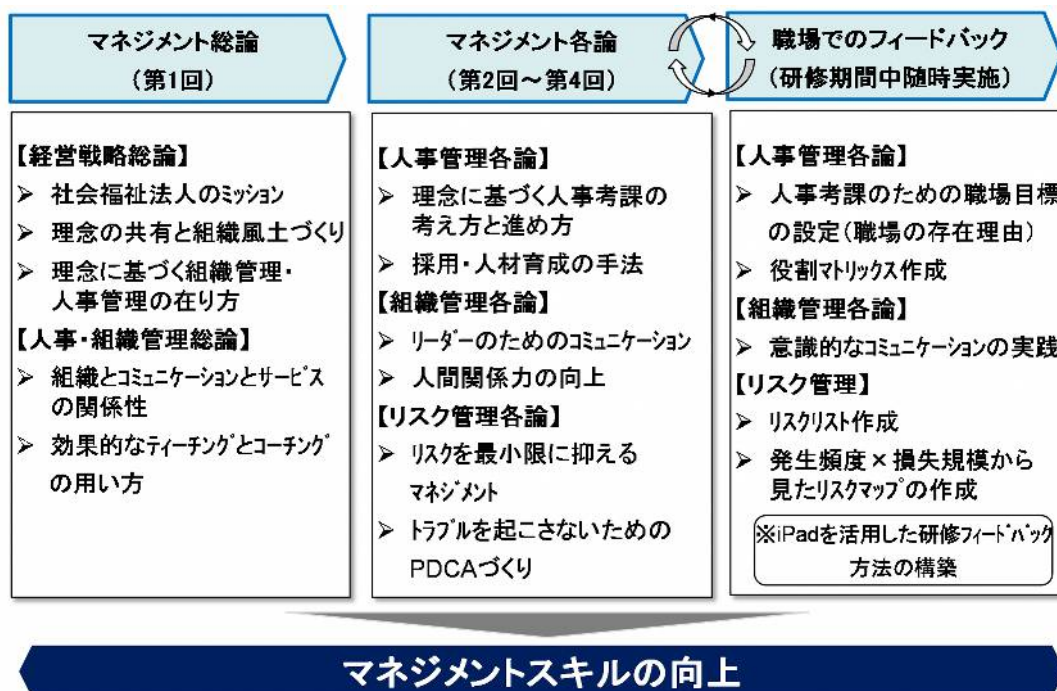 マネジメント総論
(第1回)
マネジメント各論
(第2回～第4回)
職場でのフィードバック
(研修期間中随時実施)
【経営戦略総論】
➢ 社会福祉法人のミッション
➢ 理念の共有と組織風土づくり
➢ 理念に基づく組織管理・
人事管理の在り方
【人事・組織管理総論】
➢ 組織とコミュニケーションとサービス
の関係性
➢ 効果的なティーチングとコーチング
の用い方
【人事管理各論】
➢ 理念に基づく人事考課の
考え方と進め方
➢ 採用・人材育成の手法
【組織管理各論】
➢ リーダーのためのコミュニケーション
➢ 人間関係力の向上
【リスク管理各論】
➢ リスクを最小限に抑える
マネジメント
➢ トラブルを起こさないための
PDCAづくり
【人事管理各論】
➢ 人事考課のための職場目標
の設定(職場の存在理由)
➢ 役割マトリックス作成
【組織管理各論】
➢ 意識的なコミュニケーションの実践
【リスク管理】
➢ リスクリスト作成
➢ 発生頻度×損失規模から
見たリスクマップの作成
※iPadを活用した研修フィードバック
方法の構築
マネジメントスキルの向上